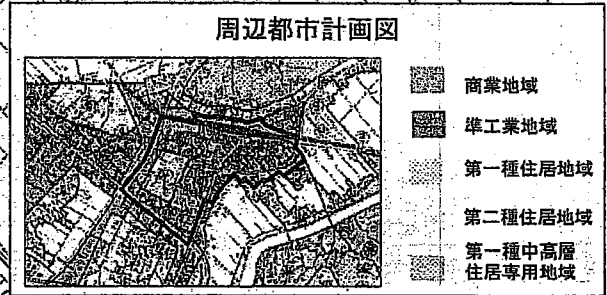 周辺都市計画図
商業地域
準工業地域
第一種住居地域
第二種住居地域
第一種中高層
住居専用地域